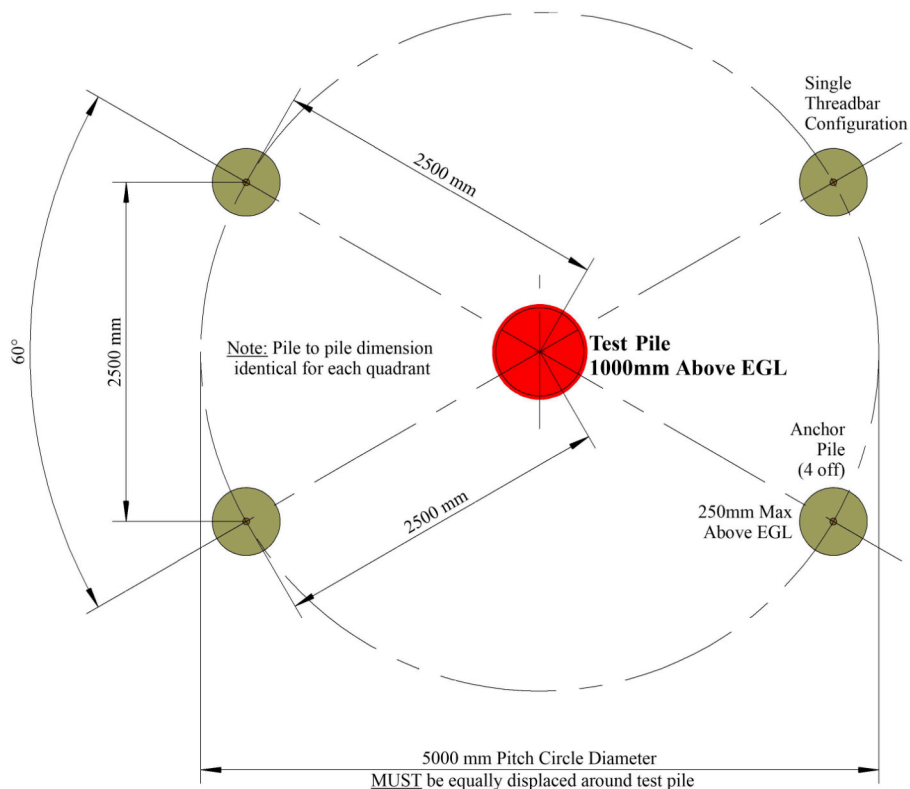 Single
Threadbar
Configuration
2500 mm
60°
2500 mm
Note: Pile to pile dimension
identical for each quadrant
Test Pile
1000mm Above EGL
Anchor
Pile
(4 off)
2500 mm
250mm Max
Above EGL
5000 mm Pitch Circle Diameter
MUST be equally displaced around test pile